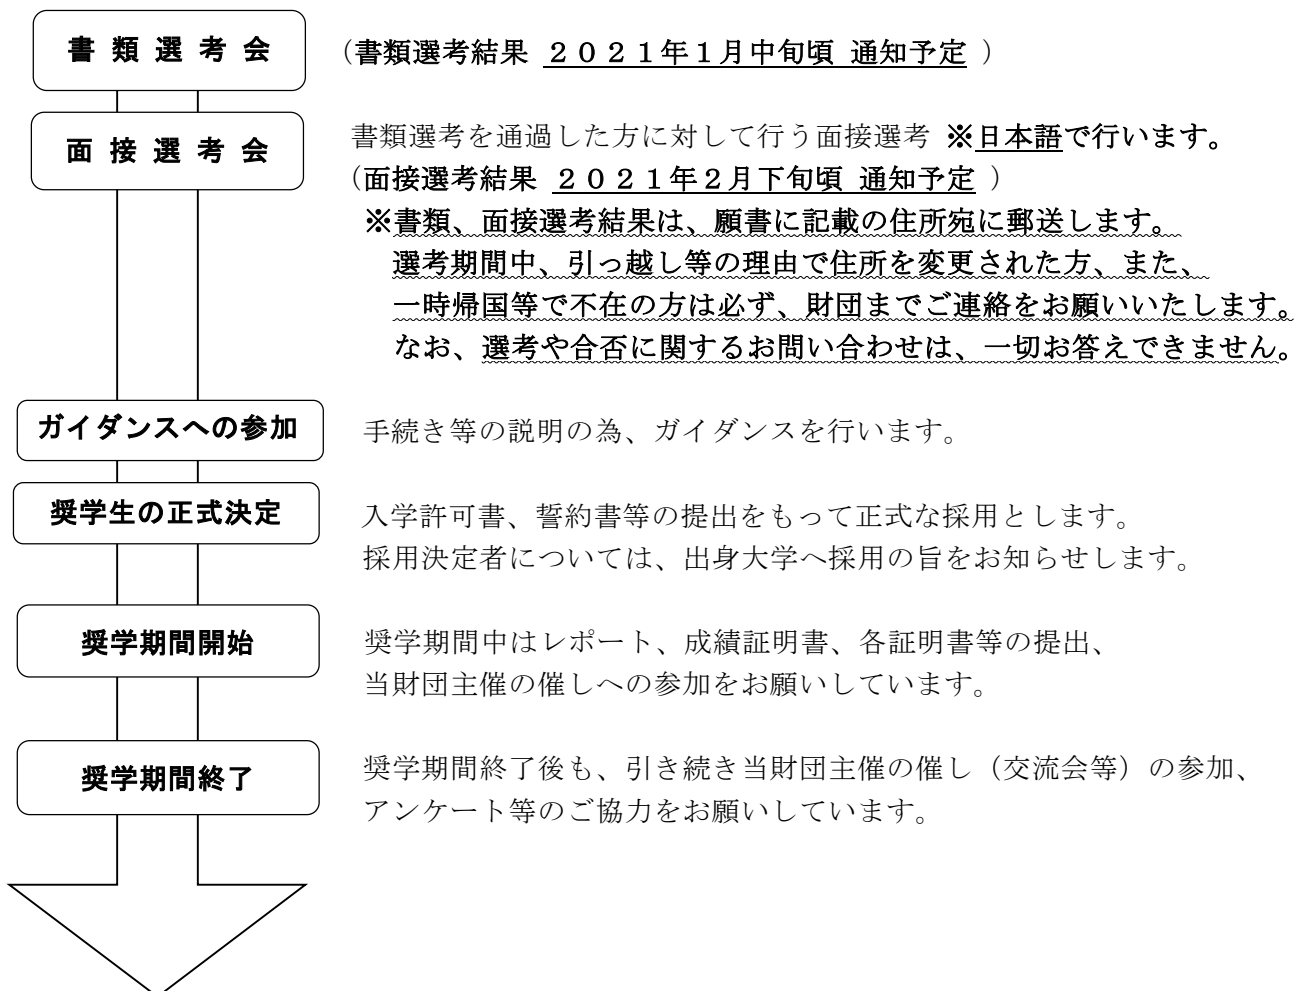 書 類 選 考 会
（書類選考結果 ２０２１年１月中旬頃 通知予定 ）
面 接 選 考 会
書類選考を通過した方に対して行う面接選考 ※日本語で行います。
（面接選考結果 ２０２１年２月下旬頃 通知予定 ）
※書類、面接選考結果は、願書に記載の住所宛に郵送します。
選考期間中、引っ越し等の理由で住所を変更された方、また、
一時帰国等で不在の方は必ず、財団までご連絡をお願いいたします。
なお、選考や合否に関するお問い合わせは、一切お答えできません。
ガイダンスへの参加
手続き等の説明の為、ガイダンスを行います。
奨学生の正式決定
入学許可書、誓約書等の提出をもって正式な採用とします。
採用決定者については、出身大学へ採用の旨をお知らせします。
奨学期間開始
奨学期間中はレポート、成績証明書、各証明書等の提出、
当財団主催の催しへの参加をお願いしています。
奨学期間終了
奨学期間終了後も、引き続き当財団主催の催し（交流会等）の参加、
アンケート等のご協力をお願いしています。